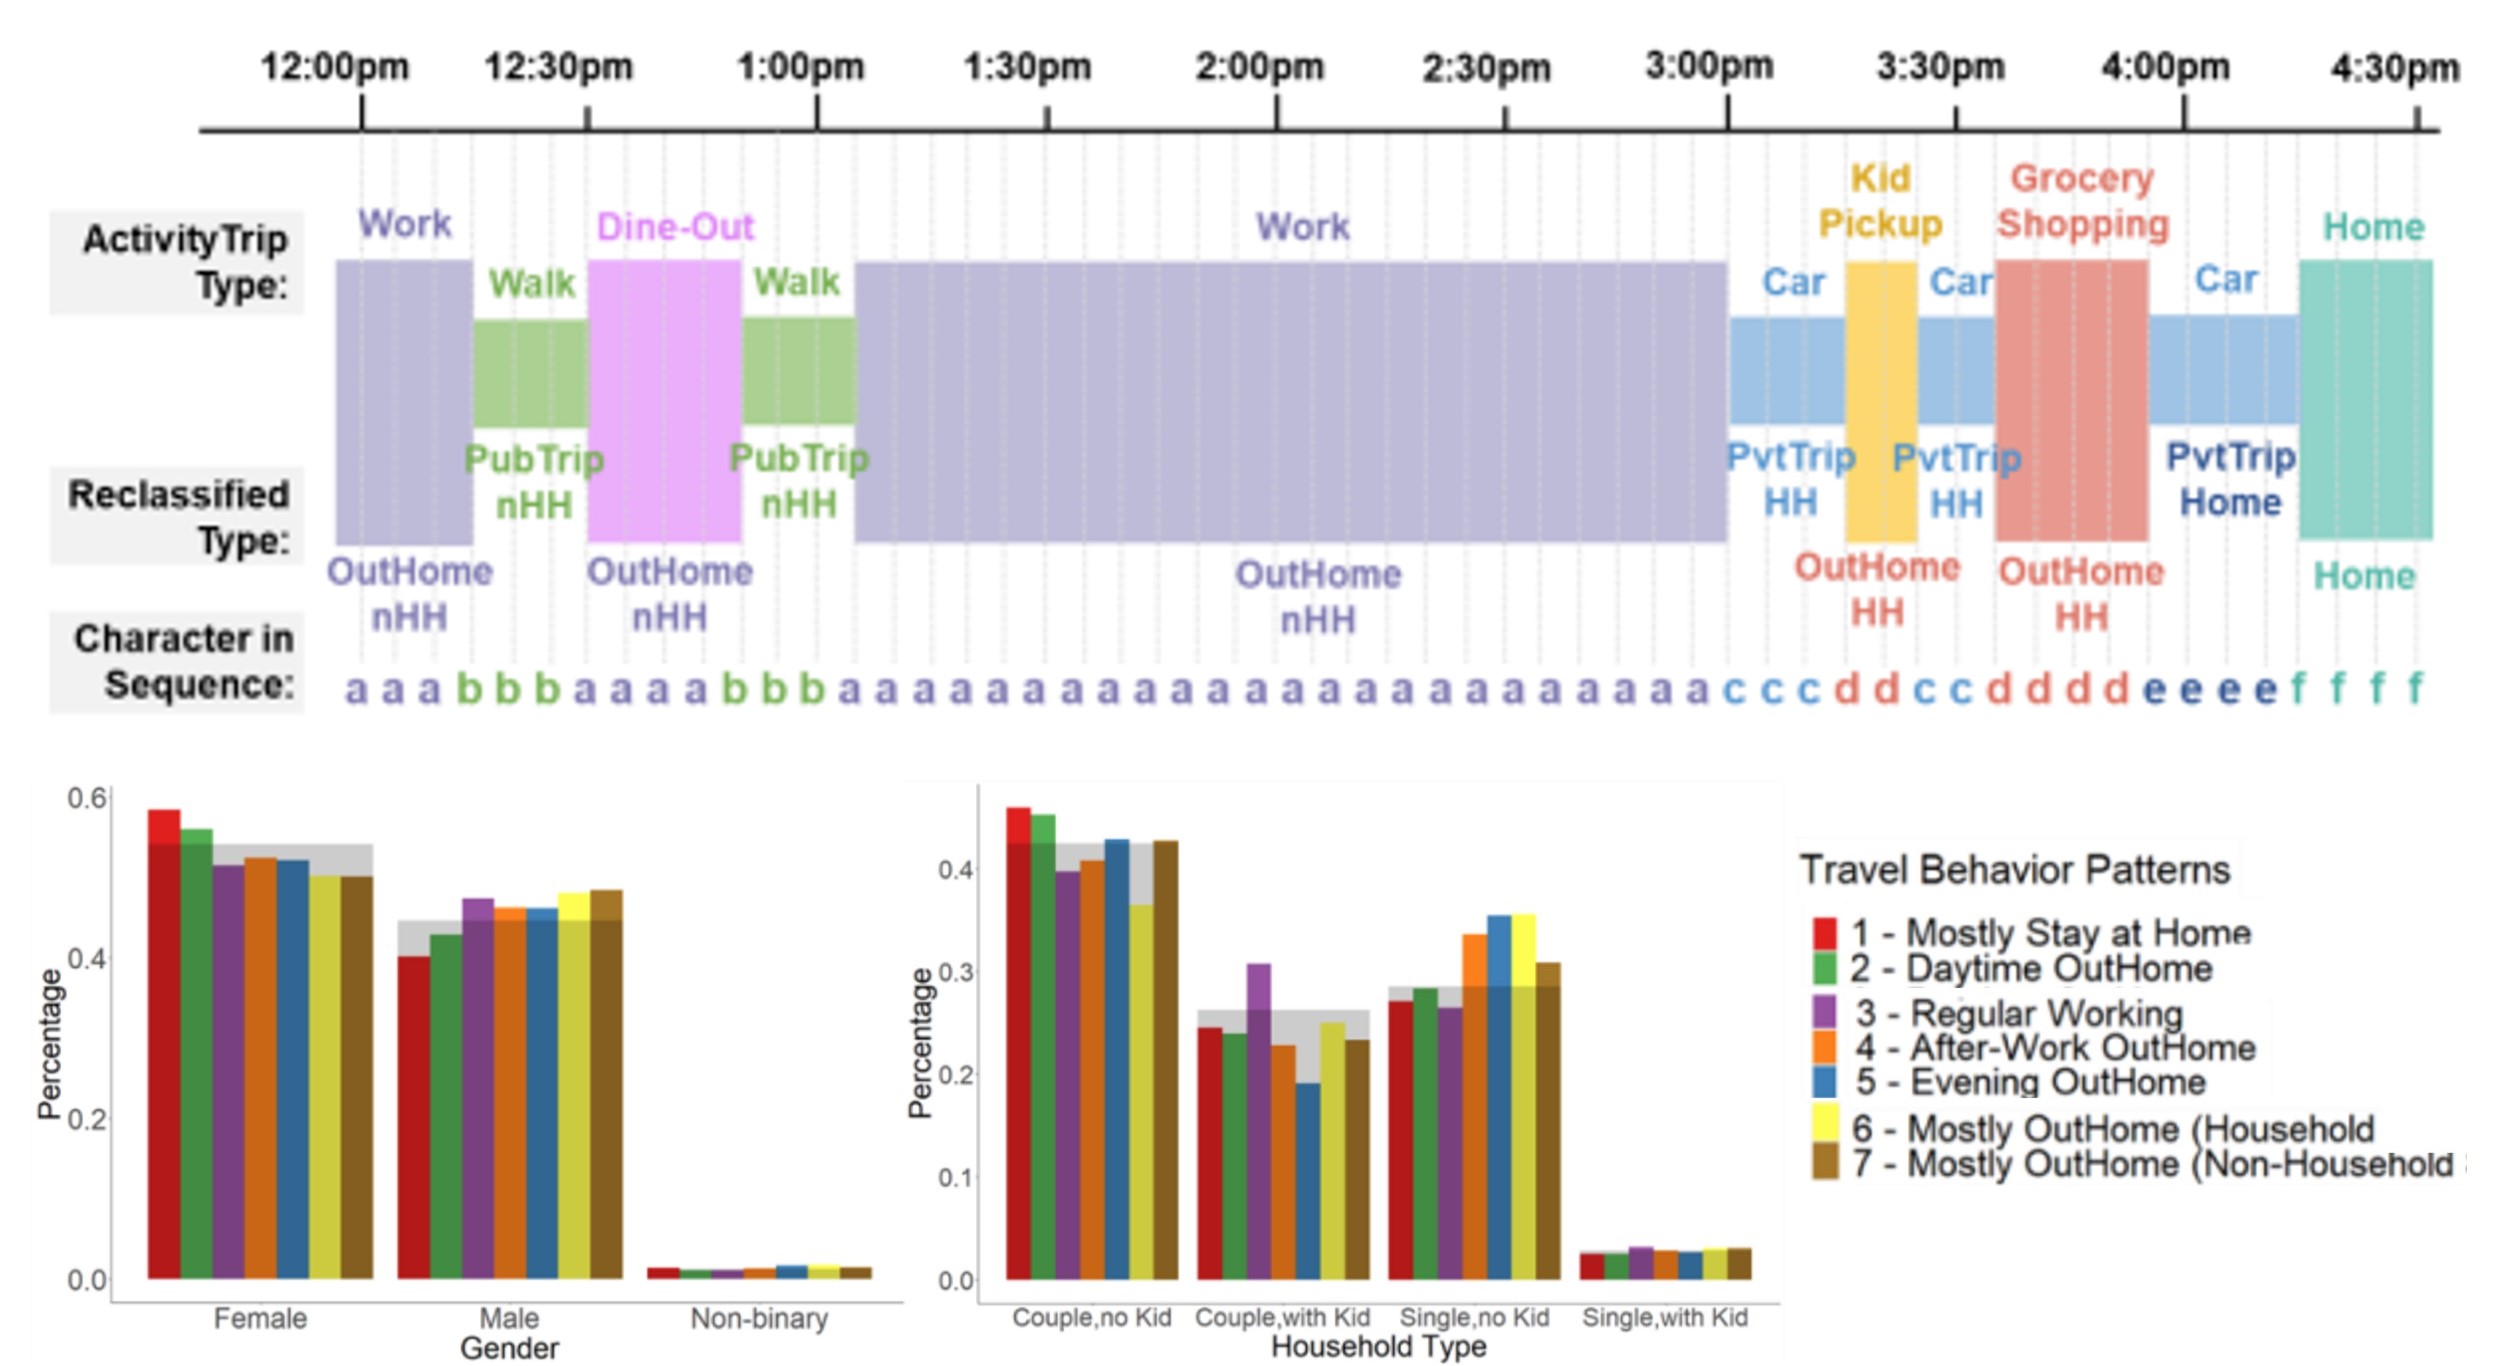 12:00pm 12:30pm 1:00pm 1:30pm 2:00pm 2:30pm 3:00pm 3:30pm 4:00pm 4:30pm
Kid Grocery
Work Dine-Out Work Pickup Shopping Home
ActivityTrip
Type:
Walk Walk Car Car Car
PubTrip PubTrip PvtTrip PvtTrip PvtTrip
nHH nHH HH HH Home
Reclassified
Type:
OutHome OutHome OutHome OutHome OutHome Home
nHH nHH nHH HH HH
Character in
Sequence:
a a a b b b a a a a b b b a a a a a a a a a a a a a a a a a a a a a a a a c c c d d c c d d d d e e e e f f f f
Percentage
0.6
0.4
0.2
0.0
Female Male Non-binary
Gender
Percentage
0.4
0.3
0.2
0.1
0.0
Couple,no Kid Couple,with Kid Single,no Kid Single,with Kid
Household Type
Travel Behavior Patterns
1 - Mostly Stay at Home
2 - Daytime OutHome
3 - Regular Working
4 - After-Work OutHome
5 - Evening OutHome
6 - Mostly OutHome (Household
7 - Mostly OutHome (Non-Household